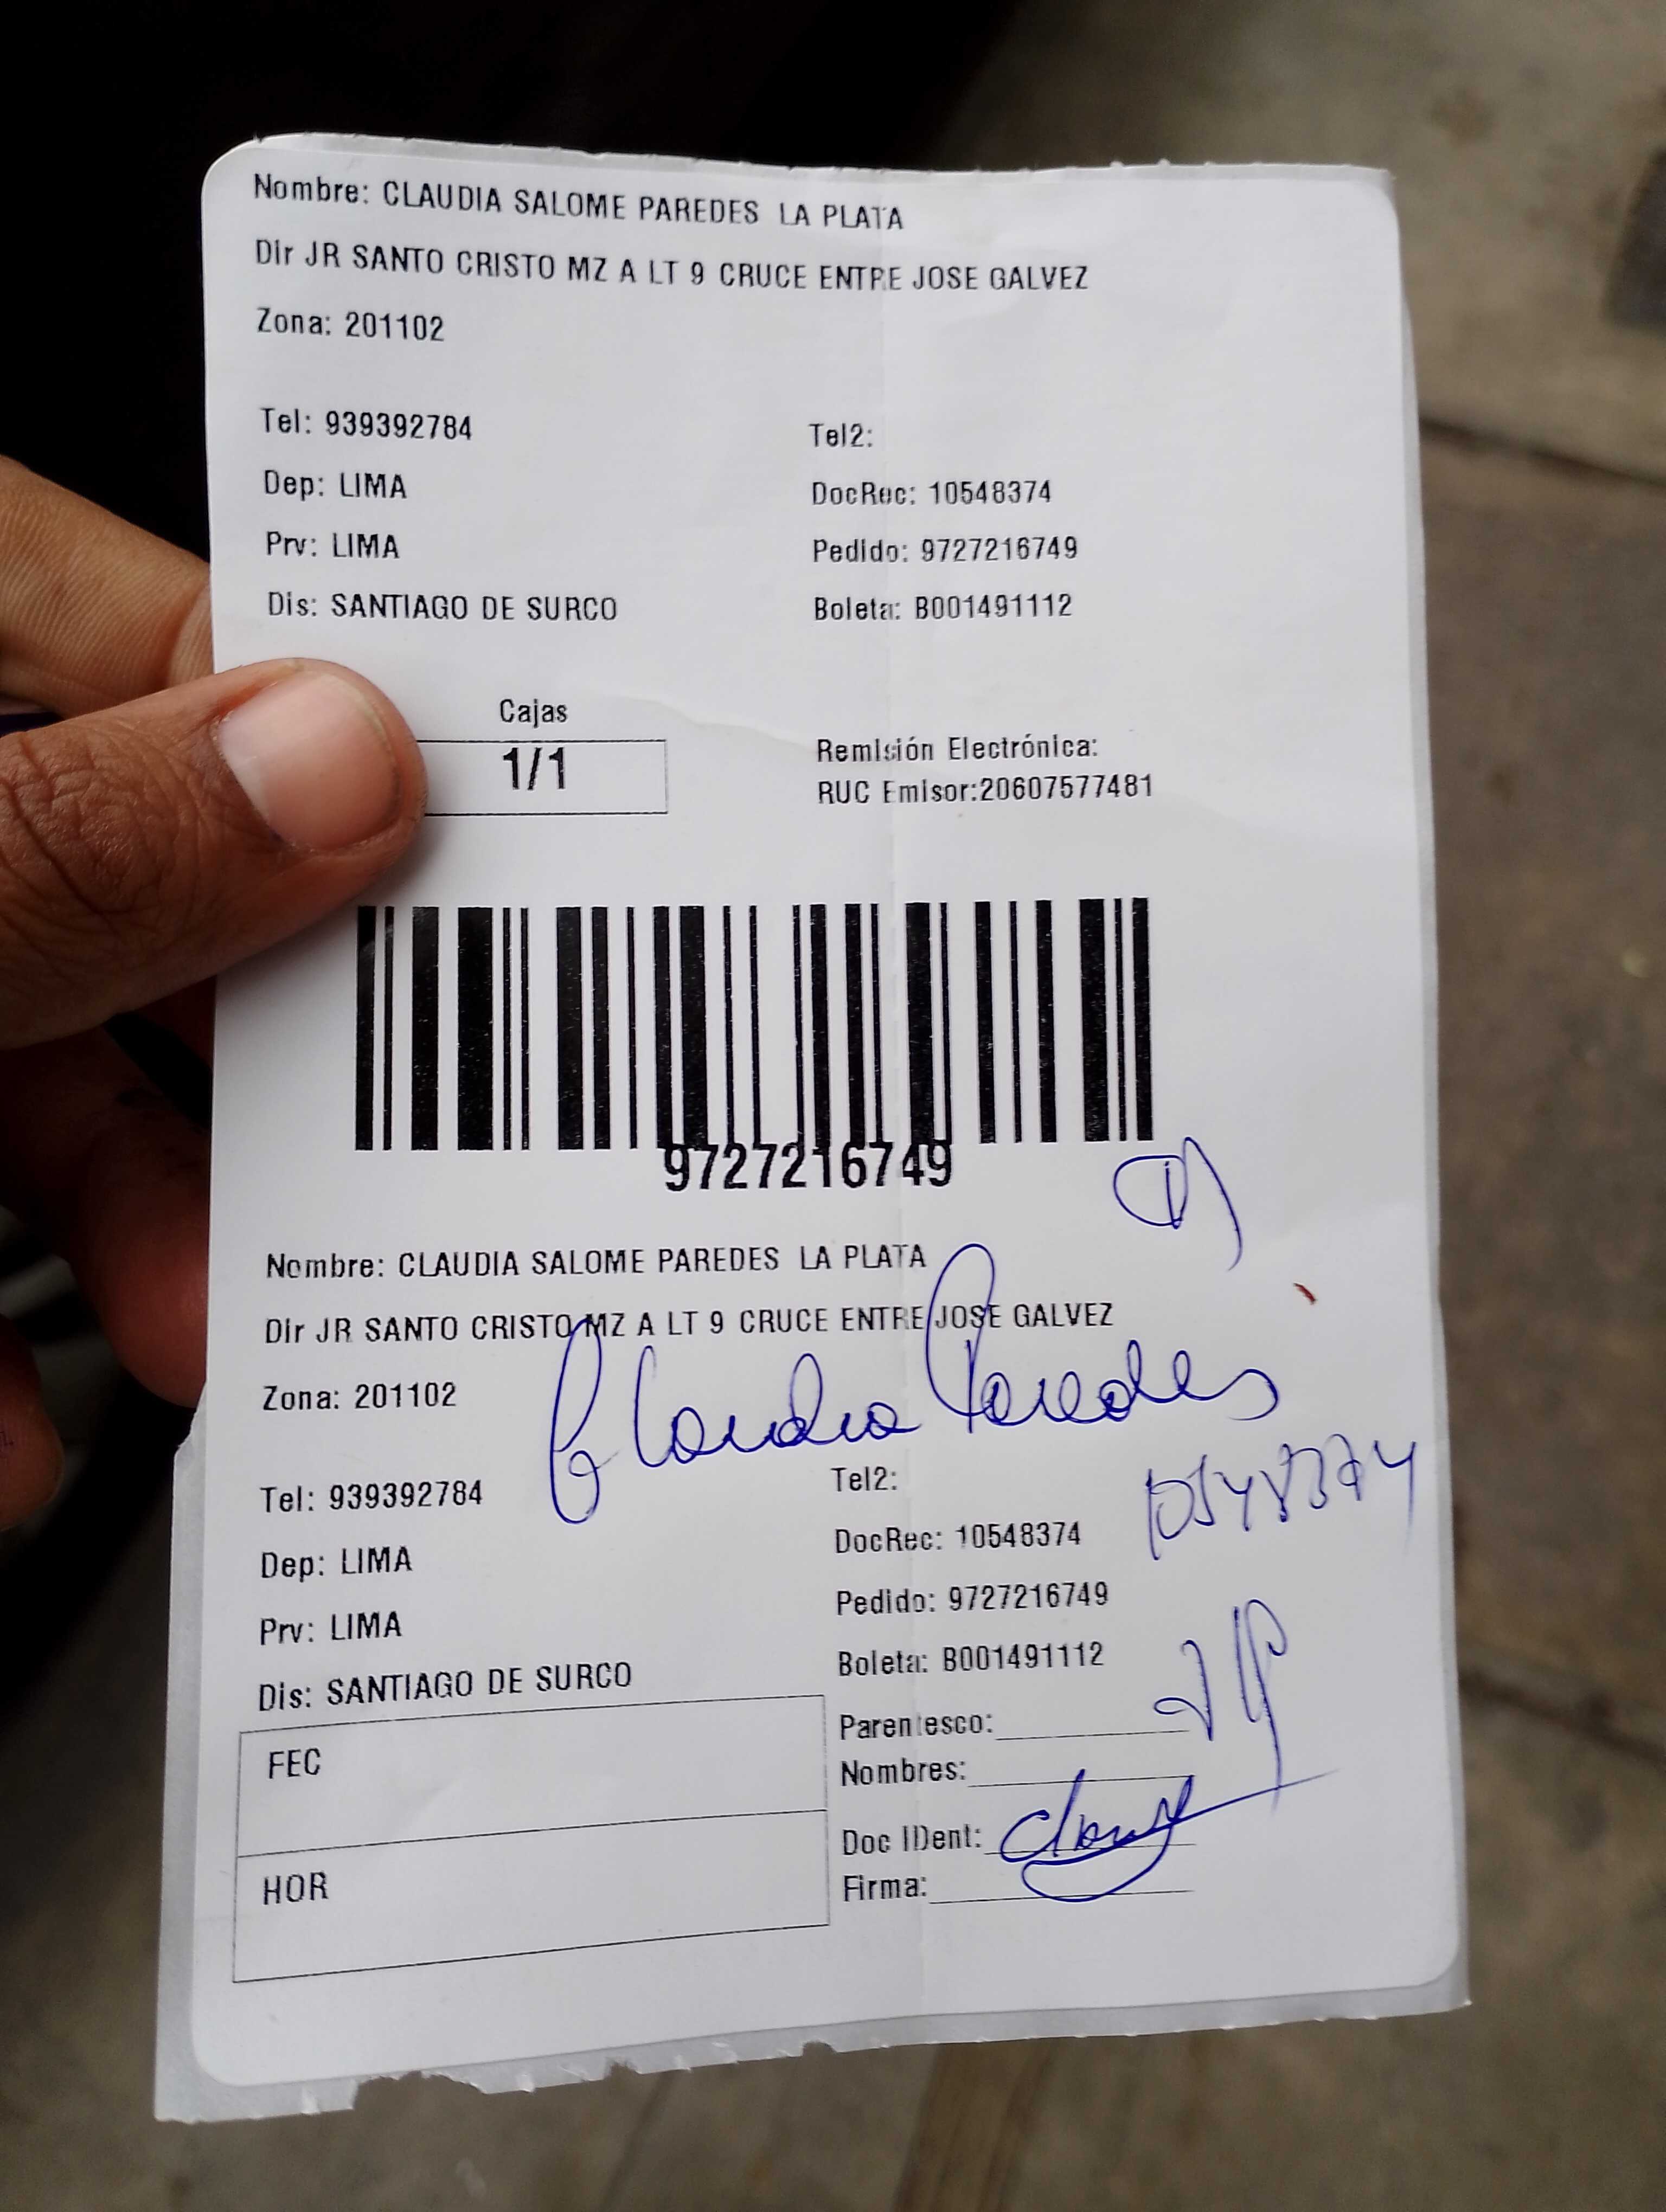 Nombre: CLAUDIA SALOME PAREDES LA PLATA
Dir JR SANTO CRISTO MZ A LT 9 CRUCE ENTRE JOSE GALVEZ
Zona: 201102
Tel: 939392784
Tel2:
Dep: LIMA
DocRec: 10548374
Prv: LIMA
Pedido: 9727216749
Dis: SANTIAGO DE SURCO
Boleta: B001491112
Cajas
1/1
Remisión Electrónica:
RUC Emisor:20607577481
9727216749
Nombre: CLAUDIA SALOME PAREDES LA PLATA
Dir JR SANTO CRISTO MZ A LT 9 CRUCE ENTRE JOSE GALVEZ
Claudia Paredes
Zona: 201102
Tel: 939392784
Tel2:
10548374
Dep: LIMA
DocRec: 10548374
Prv: LIMA
Pedido: 9727216749
Dis: SANTIAGO DE SURCO
Boleta: B001491112
FEC
Parentesco:
Nombres:
HOR
Doc IDent:
Firma: